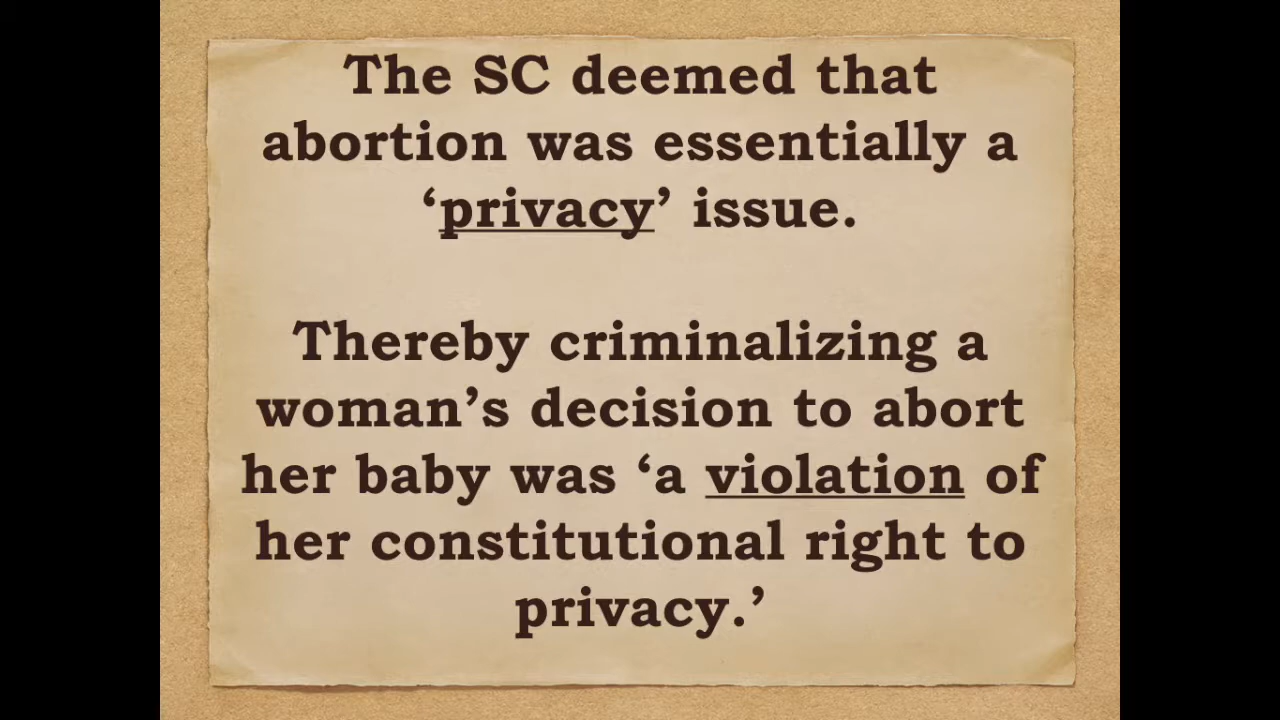 The SC deemed that
abortion was essentially a
‘privacy’ issue.
Thereby criminalizing a
woman’s decision to abort
her baby was ‘a violation of
her constitutional right to
privacy.’